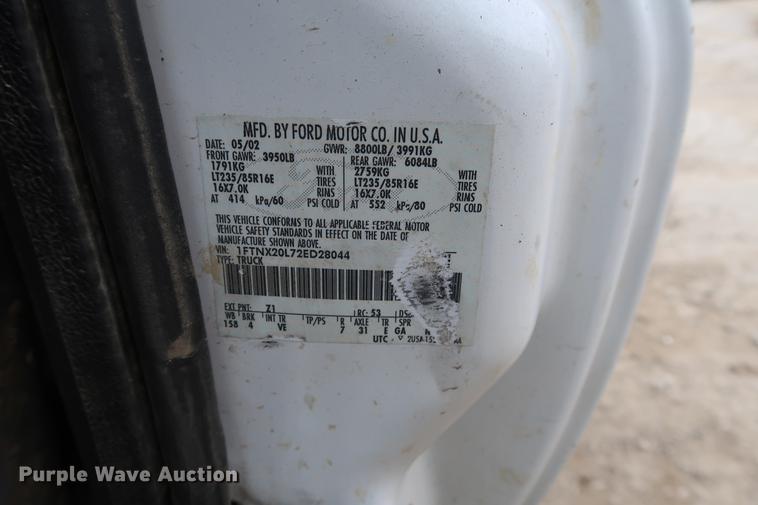 MFD. BY FORD MOTOR CO. IN U.S.A.
DATE: 05/02 GVWR: 8800LB/ 3991KG
FRONT GAWR: 3950LB REAR GAWR: 6084LB
1791KG WITH 2759KG WITH
LT235/85R16E TIRES LT235/85R16E TIRES
16X7.0K RIMS 16X7.0K RIMS
AT 414 kPa/60 PSI COLD AT 552 kPa/80 PSI COLD
THIS VEHICLE CONFORMS TO ALL APPLICABLE FEDERAL MOTOR
VEHICLE SAFETY STANDARDS IN EFFECT ON THE DATE OF
MANUFACTURE SHOWN ABOVE.
VIN: 1FTNX20L72ED28044
TYPE: TRUCK
EXT PNT: Z1 RC: 53
WB BRK INT TR TP/PS R AXLE TR SPR
158 4 VE 7 31 E GA
UTC
Purple Wave Auction